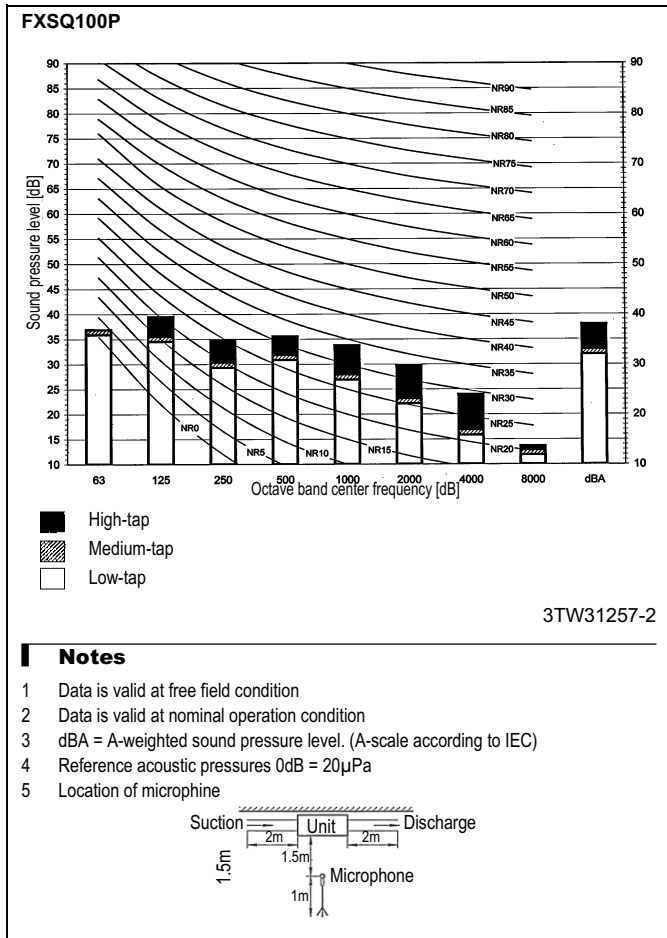 FXSQ100P
90 90
85
80 80
75
70 70
65
60 60
55
50 50
45
40 40
35
30 30
25
20 20
15
10 10
Sound pressure level [dB]
NR90
NR85
NR80
NR75
NR70
NR65
NR60
NR55
NR50
NR45
NR40
NR35
NR30
NR25
NR0 NR5 NR10 NR15 NR20
63 125 250 500 1000 2000 4000 8000 dBA
Octave band center frequency [dB]
High-tap
Medium-tap
Low-tap
3TW31257-2
Notes
1 Data is valid at free field condition
2 Data is valid at nominal operation condition
3 dBA = A-weighted sound pressure level. (A-scale according to IEC)
4 Reference acoustic pressures 0dB = 20µPa
5 Location of microphine
Suction Unit Discharge
2m 2m
1.5m 1.5m
Microphone
1m